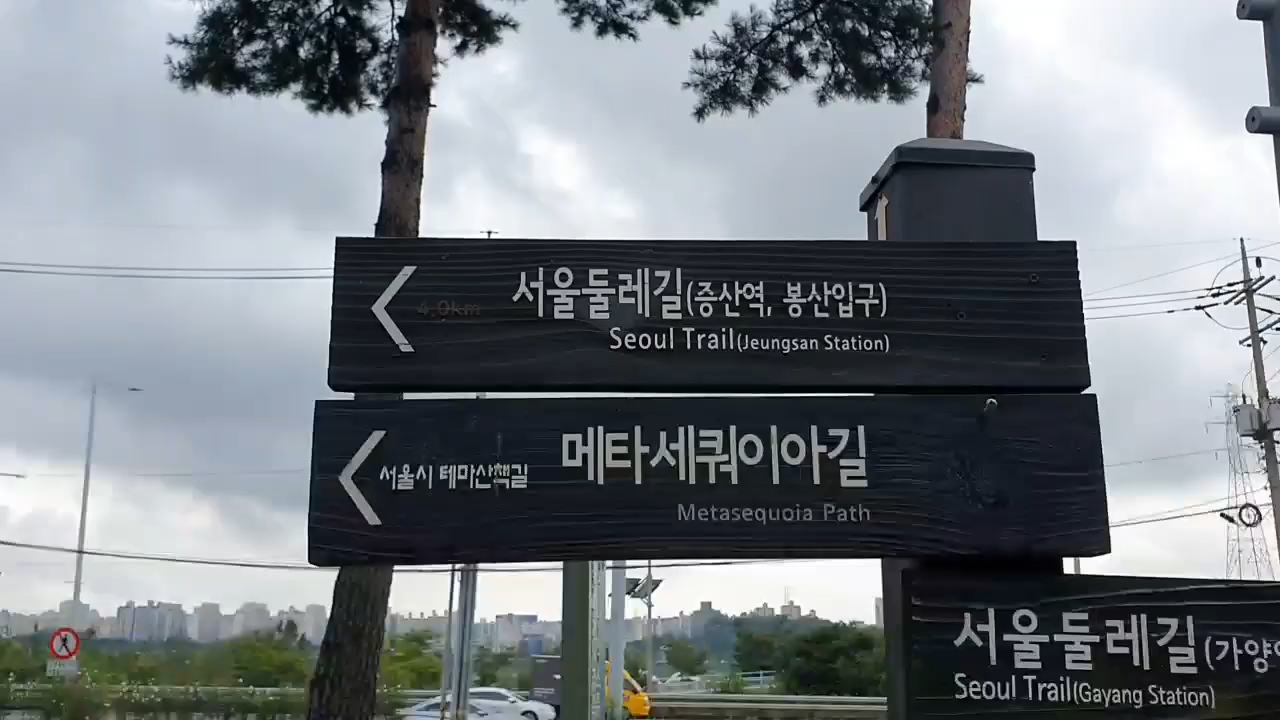 4.0km
서울둘레길(증산역, 봉산입구)
Seoul Trail(Jeungsan Station)
서울시 테마산책길
메타세쿼이아길
Metasequoia Path
서울둘레길(가양
Seoul Trail(Gayang Station)